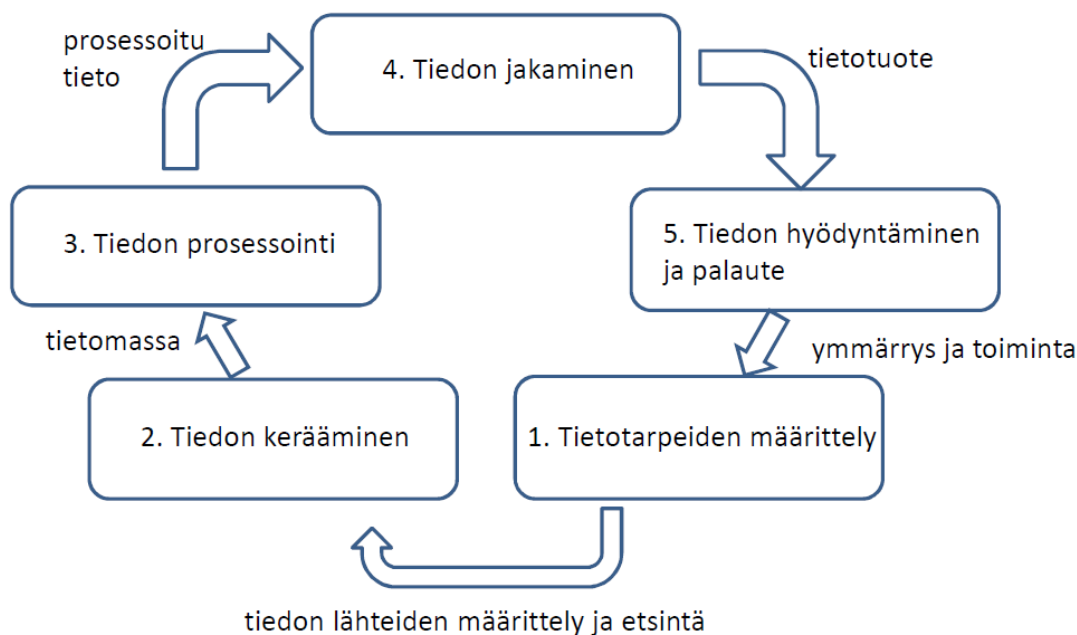 prosessoitu
tieto
4. Tiedon jakaminen
tietotuote
3. Tiedon prosessointi
5. Tiedon hyödyntäminen
ja palaute
tietomassa
ymmärrys ja toiminta
2. Tiedon kerääminen
1. Tietotarpeiden määrittely
tiedon lähteiden määrittely ja etsintä